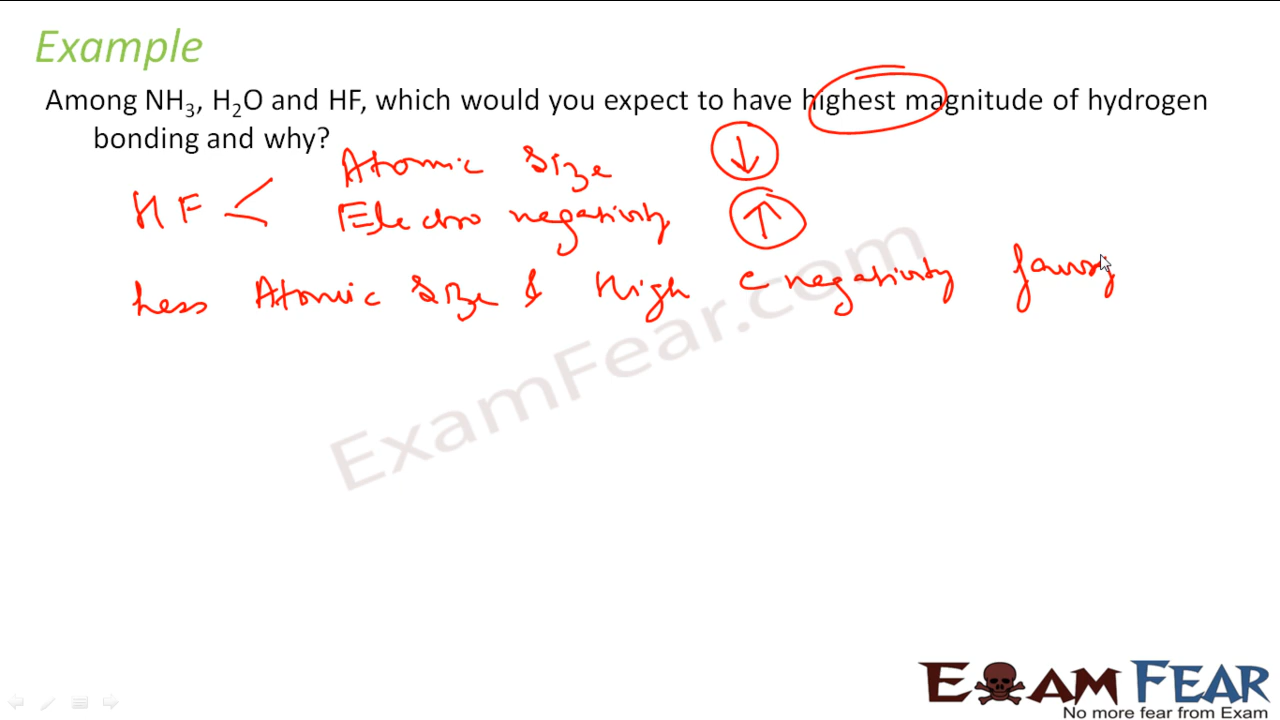 Example
Among NH₃, H₂O and HF, which would you expect to have highest magnitude of hydrogen
bonding and why?
Atomic Size ↓
HF <
Electro negativity ↑
Less Atomic Size & High e negativity favours
ExamFear.com
EXAM FEAR
No more fear from Exam